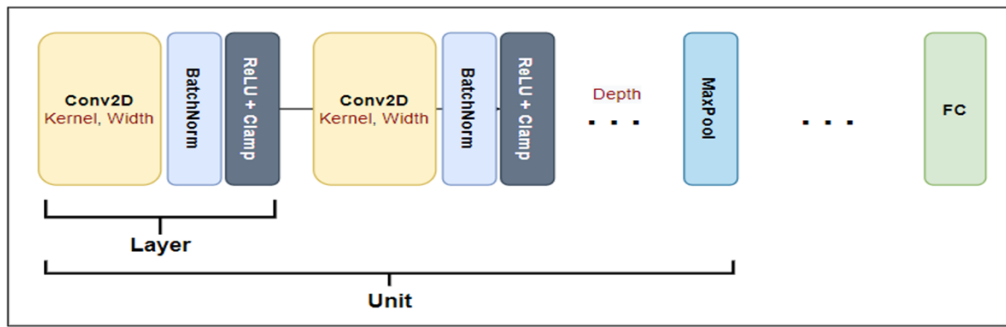 Conv2D
Kernel, Width
BatchNorm
ReLU + Clamp
Conv2D
Kernel, Width
BatchNorm
ReLU + Clamp
Depth
. . .
MaxPool
. . .
FC
Layer
Unit